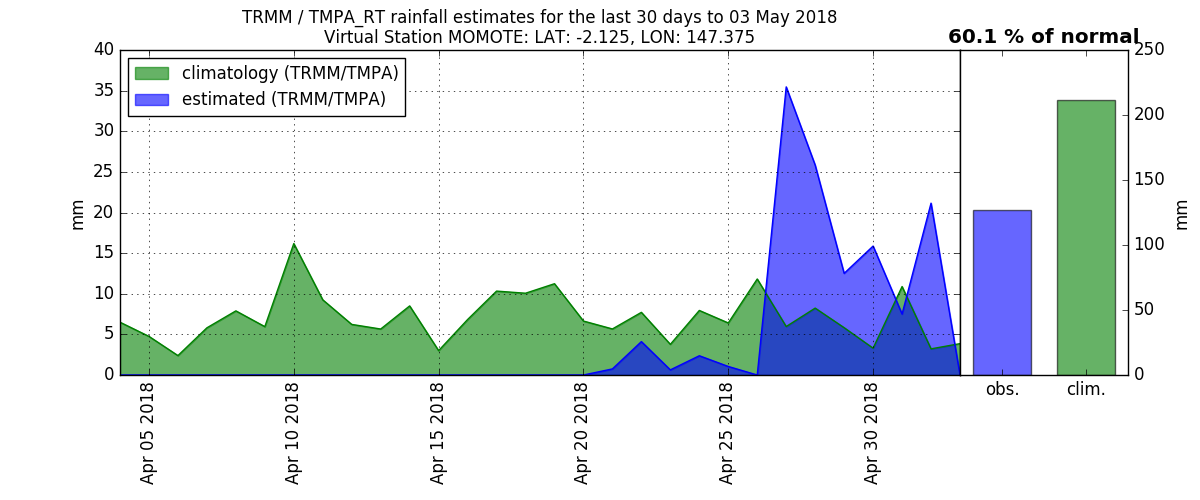 TRMM / TMPA_RT rainfall estimates for the last 30 days to 03 May 2018
Virtual Station MOMOTE: LAT: -2.125, LON: 147.375
60.1 % of normal
climatology (TRMM/TMPA)
estimated (TRMM/TMPA)
40
35
30
25
20
15
10
5
0
mm
Apr 05 2018
Apr 10 2018
Apr 15 2018
Apr 20 2018
Apr 25 2018
Apr 30 2018
obs.
clim.
250
200
150
100
50
0
mm